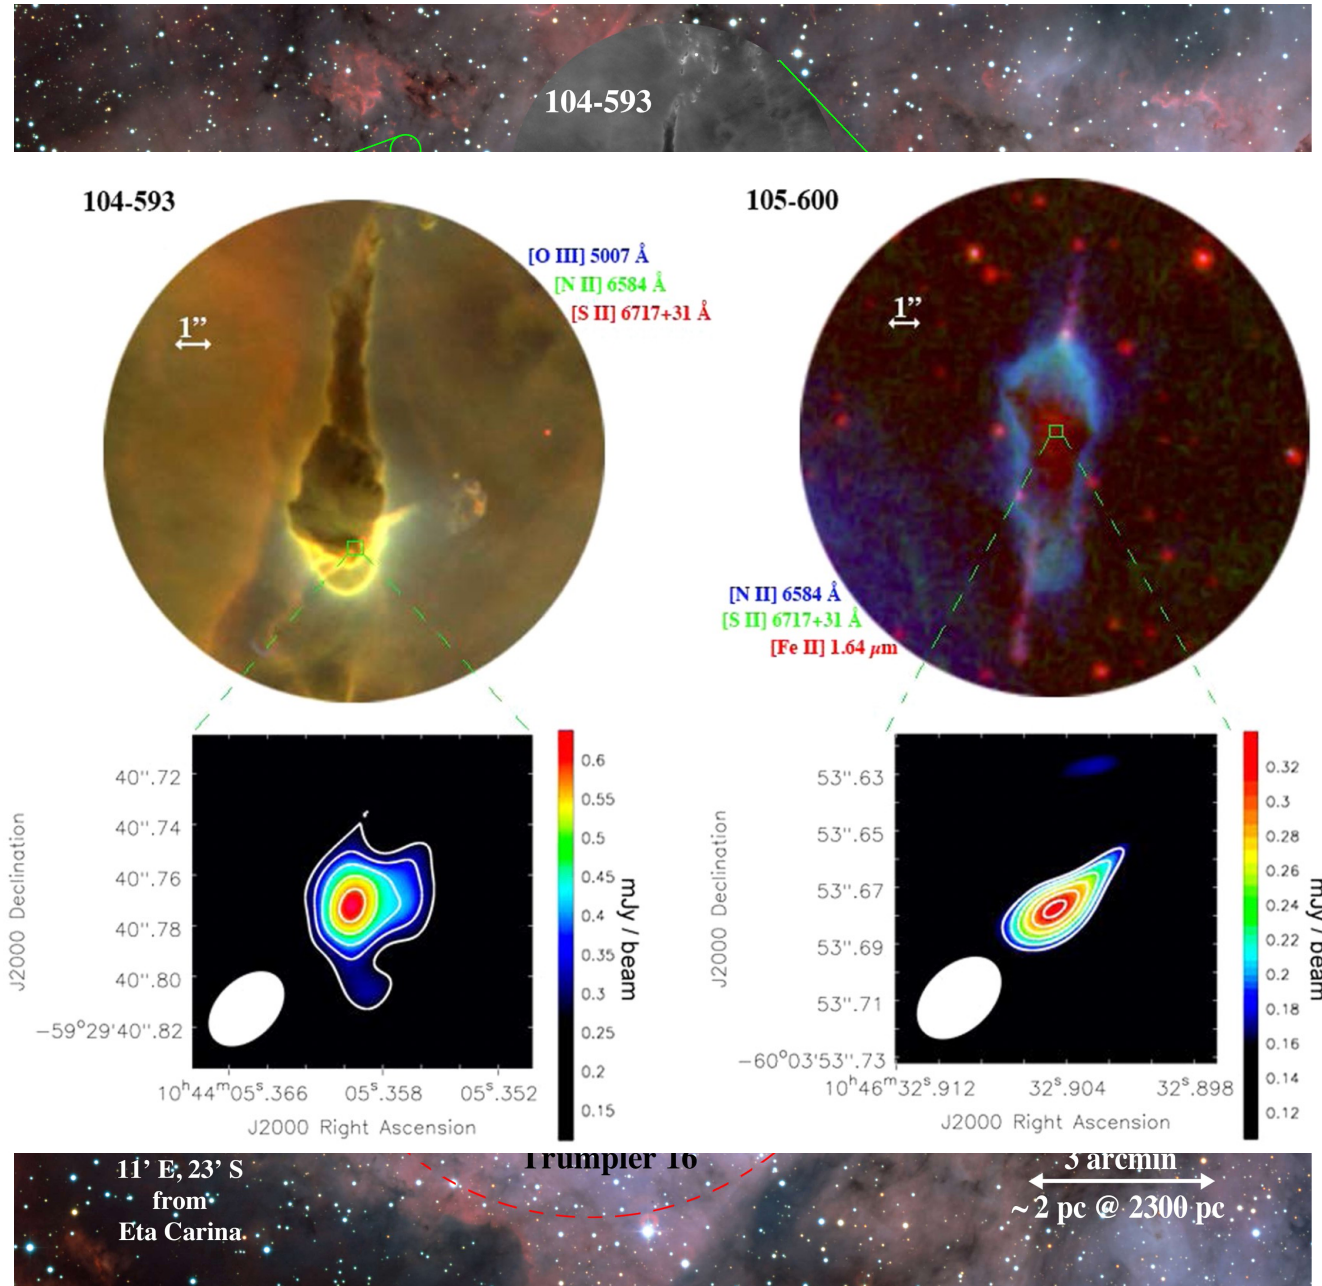 104-593
104-593
105-600
[O III] 5007 Å
[N II] 6584 Å
[S II] 6717+31 Å
1”
1”
[N II] 6584 Å
[S II] 6717+31 Å
[Fe II] 1.64 μm
J2000 Declination
40''.72
40''.74
40''.76
40''.78
40''.80
−59°29'40''.82
10ʰ44ᵐ05ˢ.366
05ˢ.358
05ˢ.352
J2000 Right Ascension
0.6
0.55
0.5
0.45
0.4
0.35
0.3
0.25
0.2
0.15
mJy / beam
J2000 Declination
53''.63
53''.65
53''.67
53''.69
53''.71
−60°03'53''.73
10ʰ46ᵐ32ˢ.912
32ˢ.904
32ˢ.898
J2000 Right Ascension
0.32
0.3
0.28
0.26
0.24
0.22
0.2
0.18
0.16
0.14
0.12
mJy / beam
11’ E, 23’ S
from
Eta Carina
Trumpler 16
3 arcmin
~ 2 pc @ 2300 pc